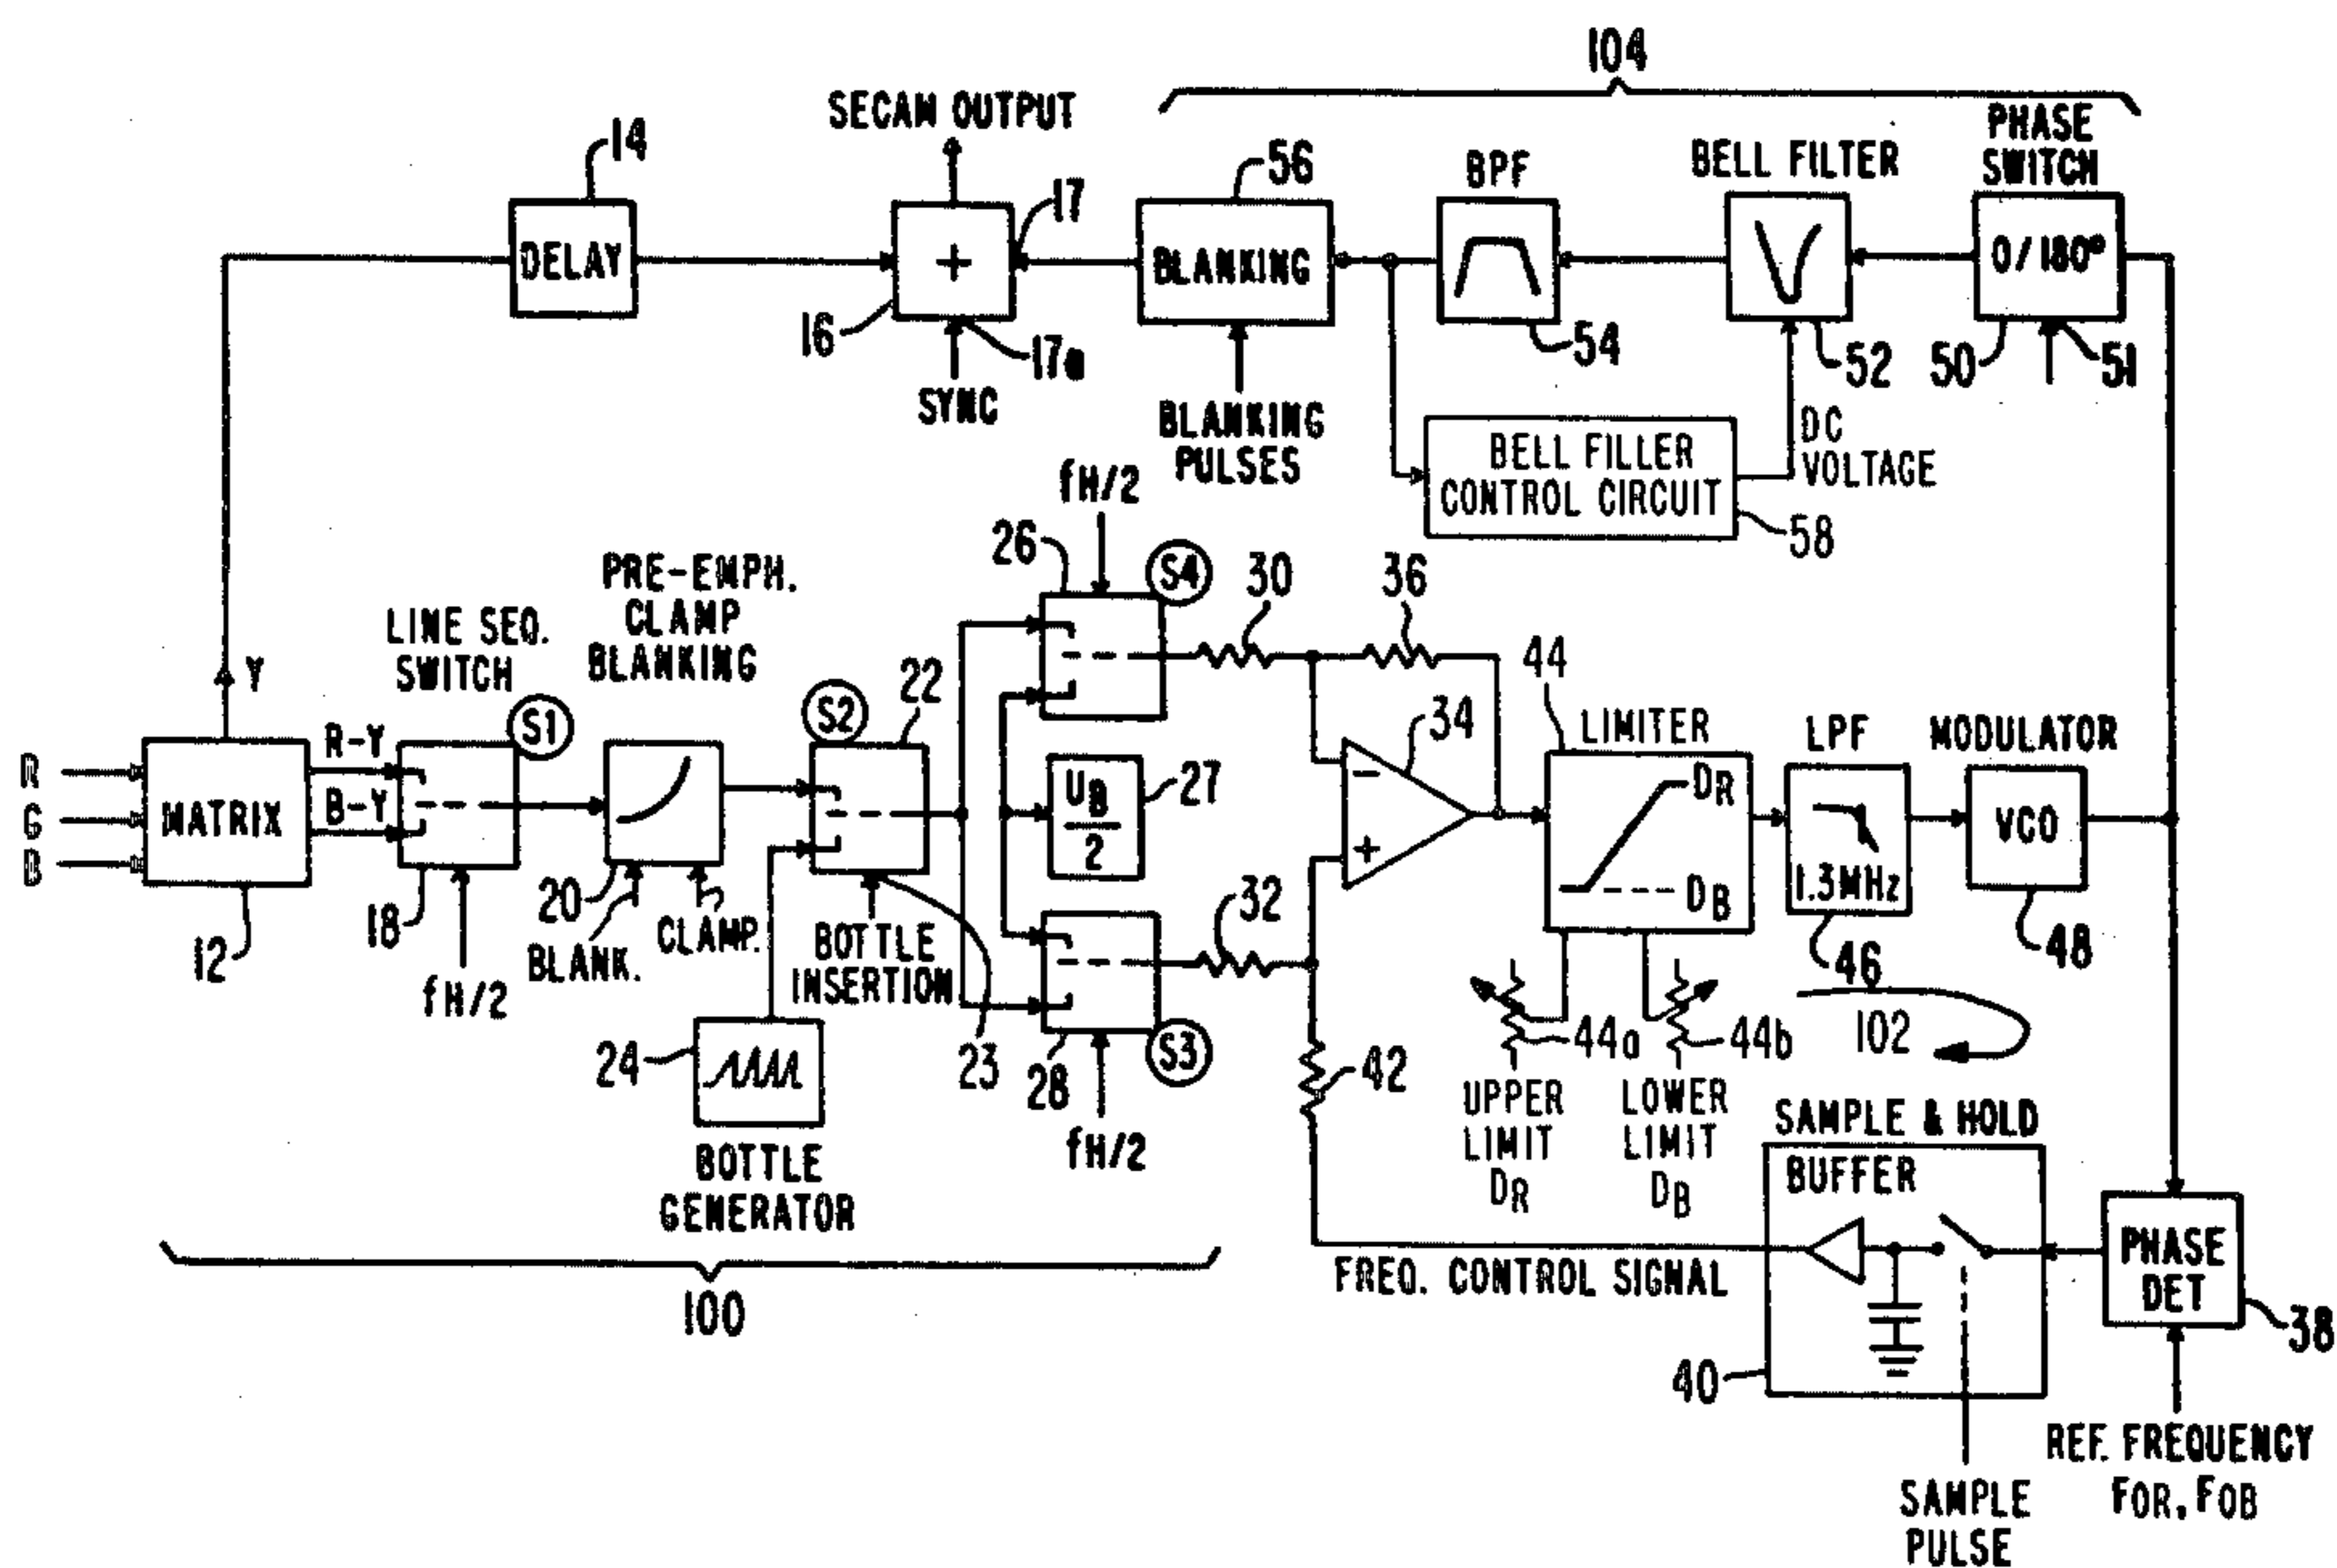 104
SECAM OUTPUT
PHASE
SWITCH
BELL FILTER
BPF
14
17
56
DELAY
+
BLANKING
0/180°
16
17a
54
52
50
51
SYNC
BLANKING
PULSES
DC
VOLTAGE
BELL FILLER
CONTROL CIRCUIT
58
fH/2
26
S4
30
36
PRE-EMPH.
CLAMP
BLANKING
LINE SEQ.
SWITCH
Y
S1
S2
22
44
34
LIMITER
LPF
MODULATOR
R
G
B
MATRIX
R-Y
B-Y
UB
2
27
−
+
DR
DB
1.3MHz
VCO
12
18
fH/2
20
BLANK.
CLAMP.
BOTTLE
INSERTION
23
32
46
48
24
28
S3
fH/2
42
44a
44b
102
UPPER
LIMIT
DR
LOWER
LIMIT
DB
BOTTLE
GENERATOR
100
SAMPLE & HOLD
BUFFER
FREQ. CONTROL SIGNAL
PHASE
DET
38
40
REF. FREQUENCY
FOR, FOB
SAMPLE
PULSE